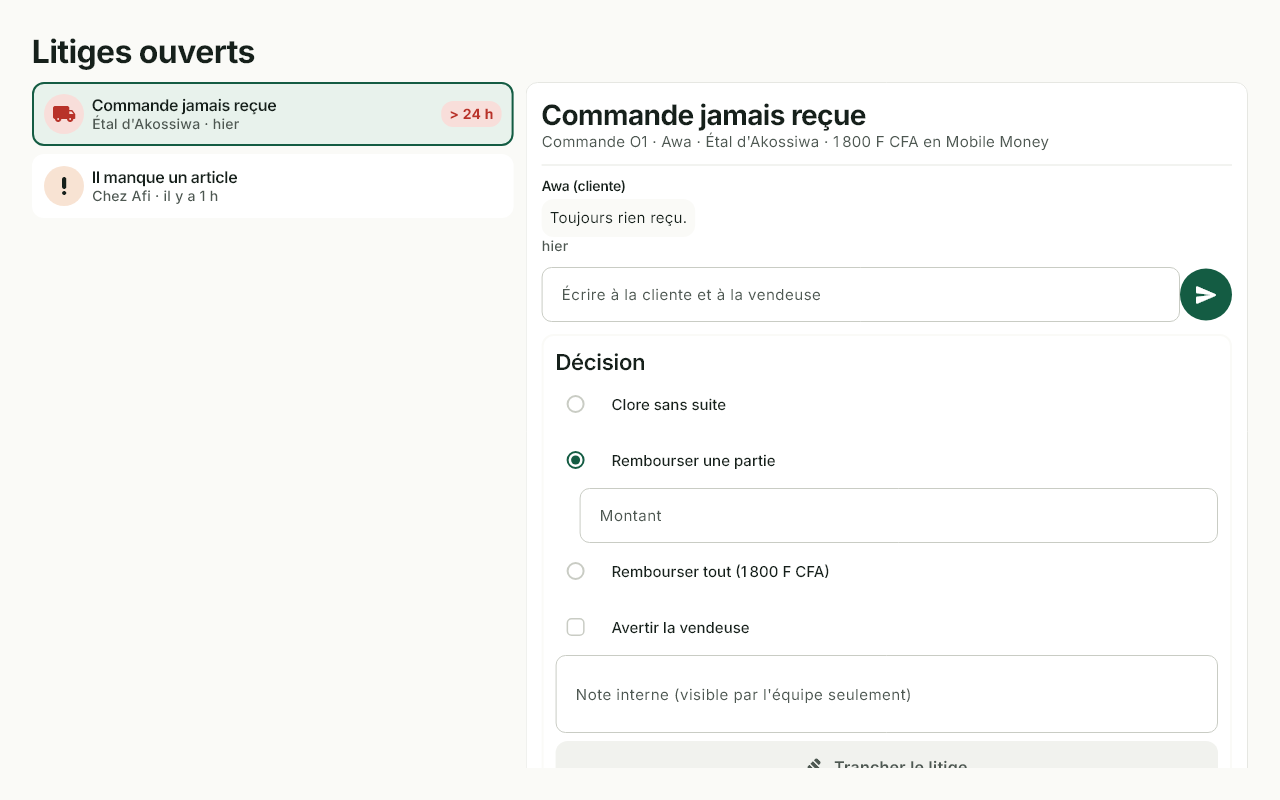 Litiges ouverts
Commande jamais reçue
Étal d'Akossiwa · hier
> 24 h
Il manque un article
Chez Afi · il y a 1 h
Commande jamais reçue
Commande O1 · Awa · Étal d'Akossiwa · 1 800 F CFA en Mobile Money
Awa (cliente)
Toujours rien reçu.
hier
Écrire à la cliente et à la vendeuse
Décision
Clore sans suite
Rembourser une partie
Montant
Rembourser tout (1 800 F CFA)
Avertir la vendeuse
Note interne (visible par l'équipe seulement)
Trancher le litige